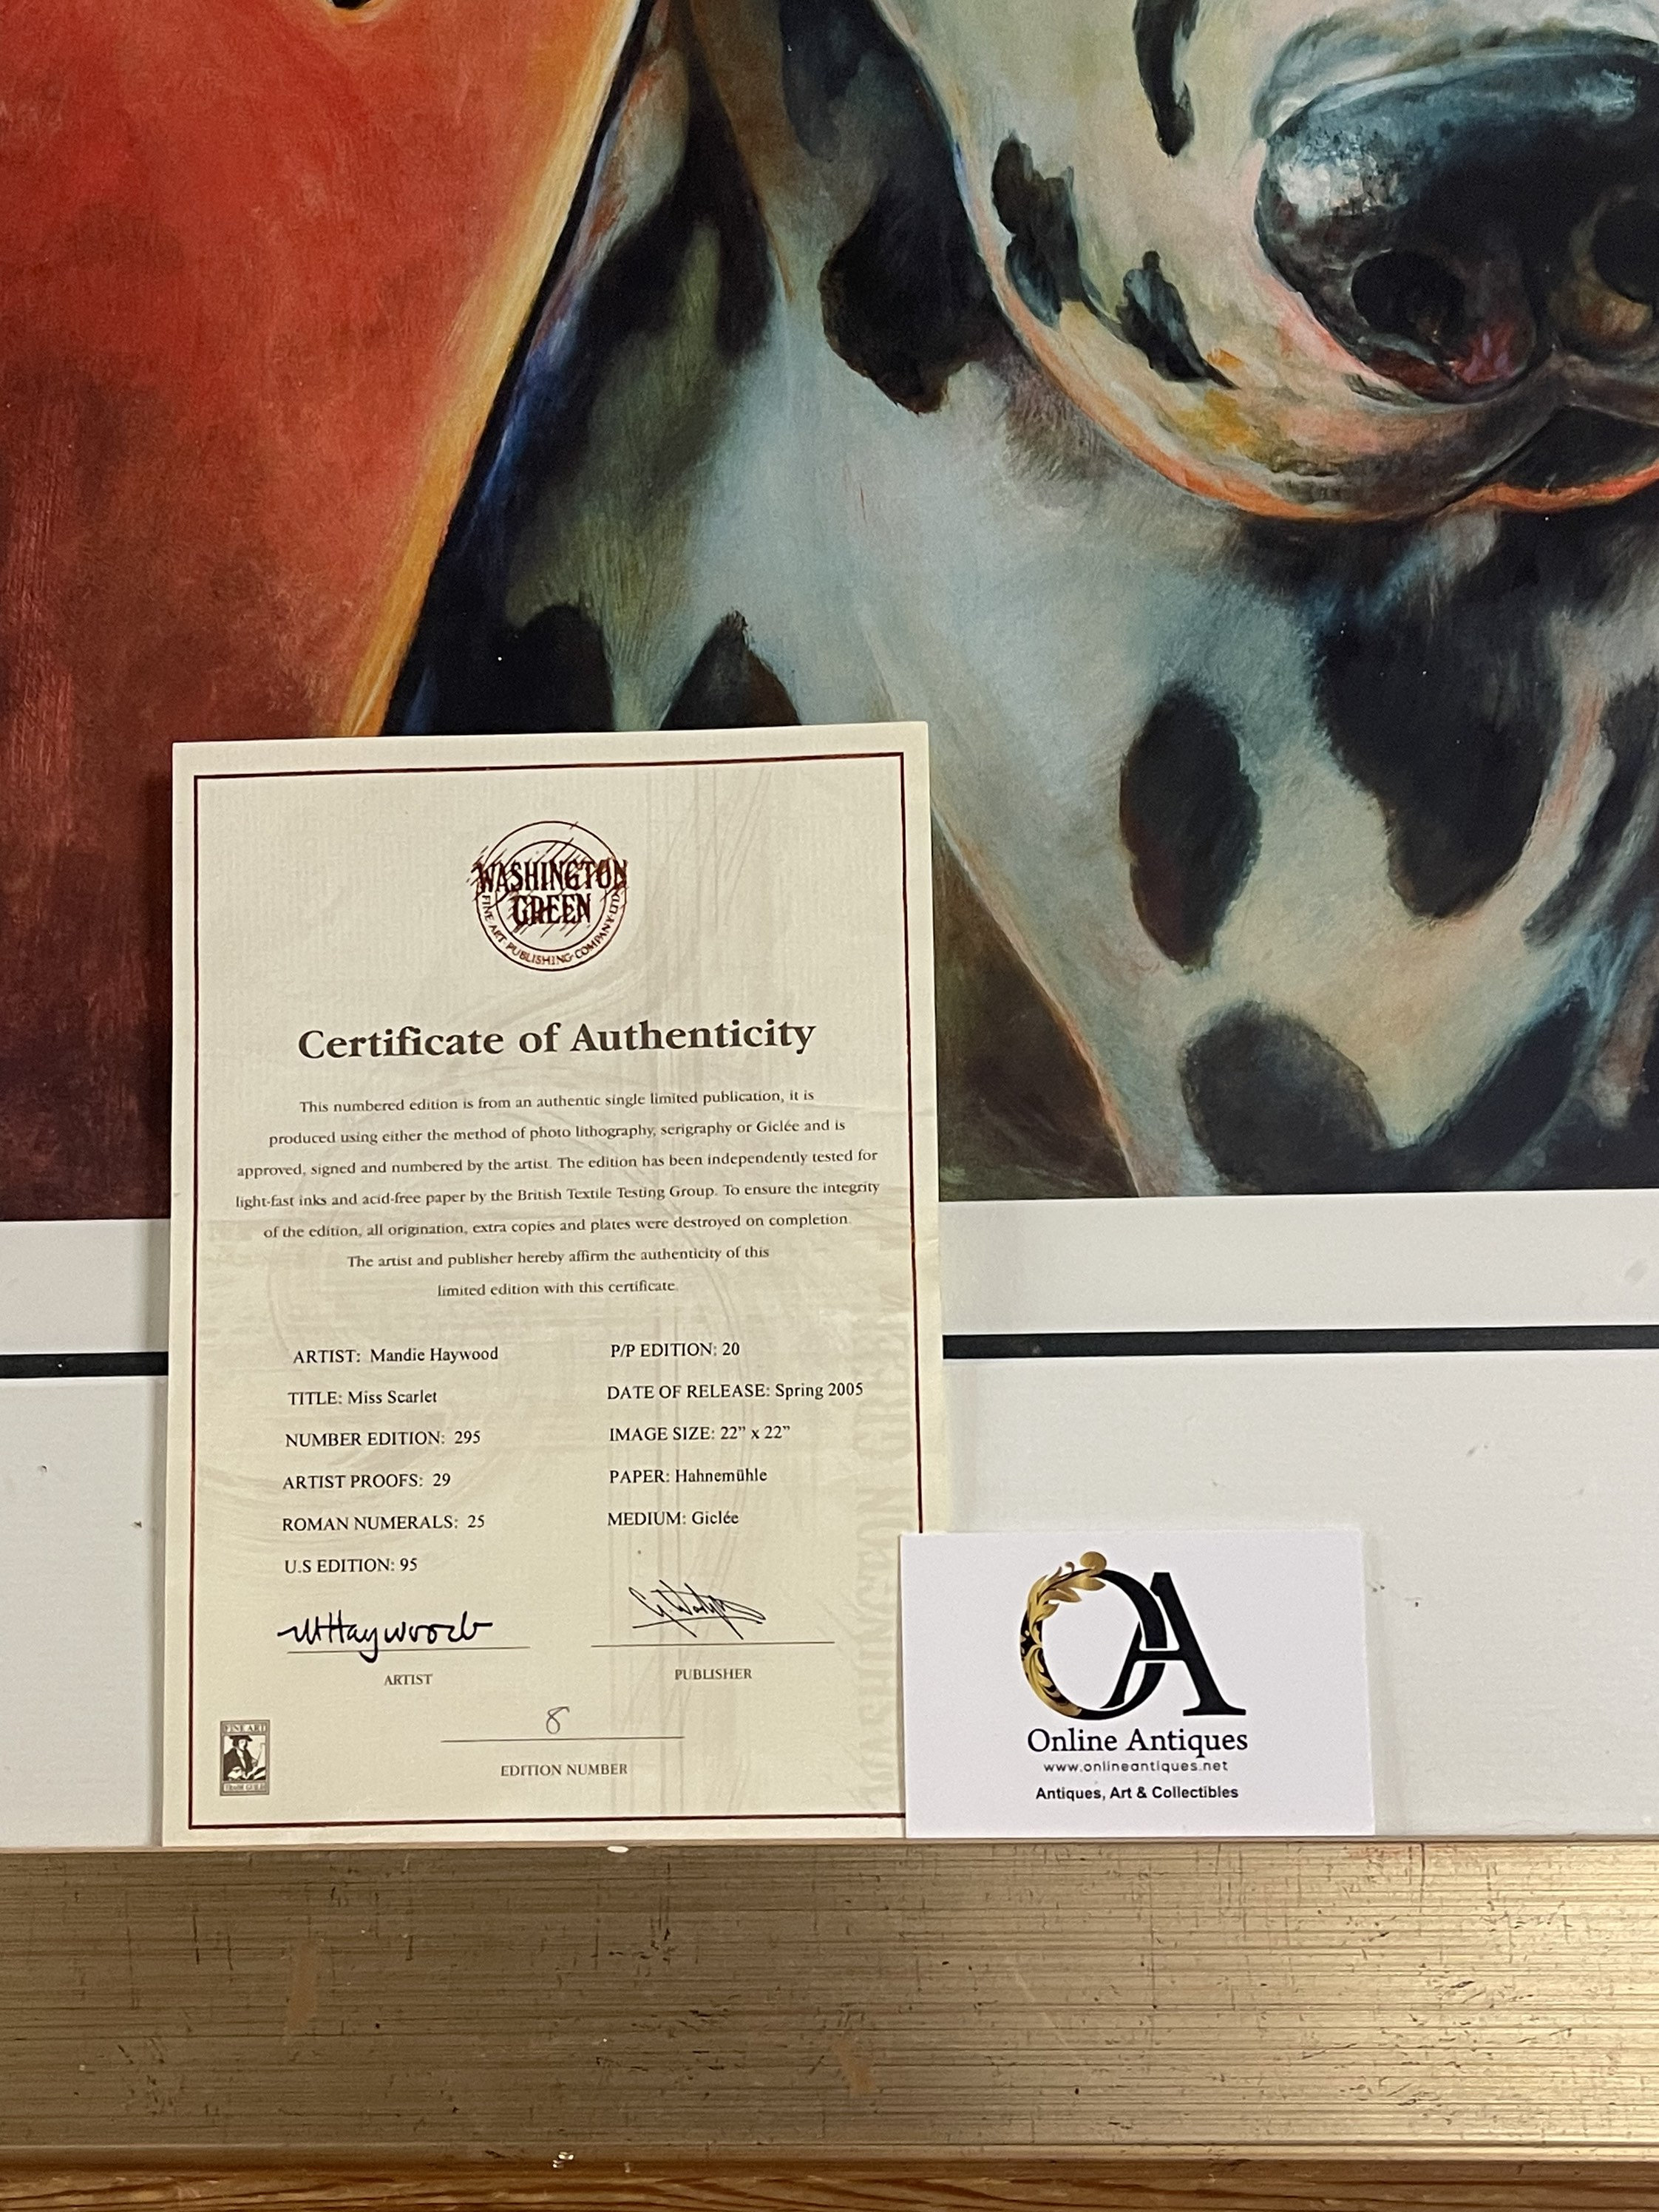 WASHINGTON
GREEN
FINE ART PUBLISHING COMPANY LTD
Certificate of Authenticity
This numbered edition is from an authentic single limited publication, it is
produced using either the method of photo lithography, serigraphy or Giclée and is
approved, signed and numbered by the artist. The edition has been independently tested for
light-fast inks and acid-free paper by the British Textile Testing Group. To ensure the integrity
of the edition, all origination, extra copies and plates were destroyed on completion.
The artist and publisher hereby affirm the authenticity of this
limited edition with this certificate.
ARTIST: Mandie Haywood
TITLE: Miss Scarlet
NUMBER EDITION: 295
ARTIST PROOFS: 29
ROMAN NUMERALS: 25
U.S EDITION: 95
P/P EDITION: 20
DATE OF RELEASE: Spring 2005
IMAGE SIZE: 22” x 22”
PAPER: Hahnemühle
MEDIUM: Giclée
MHaywood
ARTIST
PUBLISHER
8
EDITION NUMBER
FINE ART
TRADE GUILD
WASHINGTON GREEN
OA
Online Antiques
www.onlineantiques.net
Antiques, Art & Collectibles